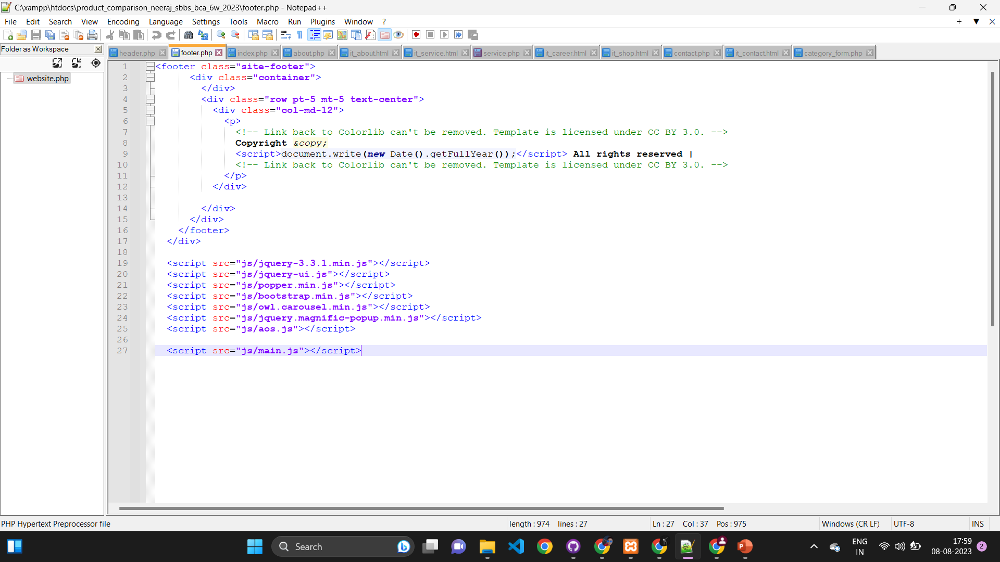 C:\xampp\htdocs\product_comparison_neeraj_sbbs_bca_6w_2023\footer.php - Notepad++
File Edit Search View Encoding Language Settings Tools Macro Run Plugins Window ?
Folder as Workspace
header.php footer.php index.php about.php it_about.html it_service.html service.php it_career.html it_shop.html contact.php it_contact.html category_form.php
website.php
1 <footer class="site-footer">
2 <div class="container">
3 </div>
4 <div class="row pt-5 mt-5 text-center">
5 <div class="col-md-12">
6 <p>
7 <!-- Link back to Colorlib can't be removed. Template is licensed under CC BY 3.0. -->
8 Copyright &copy;
9 <script>document.write(new Date().getFullYear());</script> All rights reserved |
10 <!-- Link back to Colorlib can't be removed. Template is licensed under CC BY 3.0. -->
11 </p>
12 </div>
13
14 </div>
15 </div>
16 </footer>
17 </div>
18
19 <script src="js/jquery-3.3.1.min.js"></script>
20 <script src="js/jquery-ui.js"></script>
21 <script src="js/popper.min.js"></script>
22 <script src="js/bootstrap.min.js"></script>
23 <script src="js/owl.carousel.min.js"></script>
24 <script src="js/jquery.magnific-popup.min.js"></script>
25 <script src="js/aos.js"></script>
26
27 <script src="js/main.js"></script>
PHP Hypertext Preprocessor file length : 974 lines : 27 Ln : 27 Col : 37 Pos : 975 Windows (CR LF) UTF-8 INS
Search
ENG
IN
17:59
08-08-2023
2